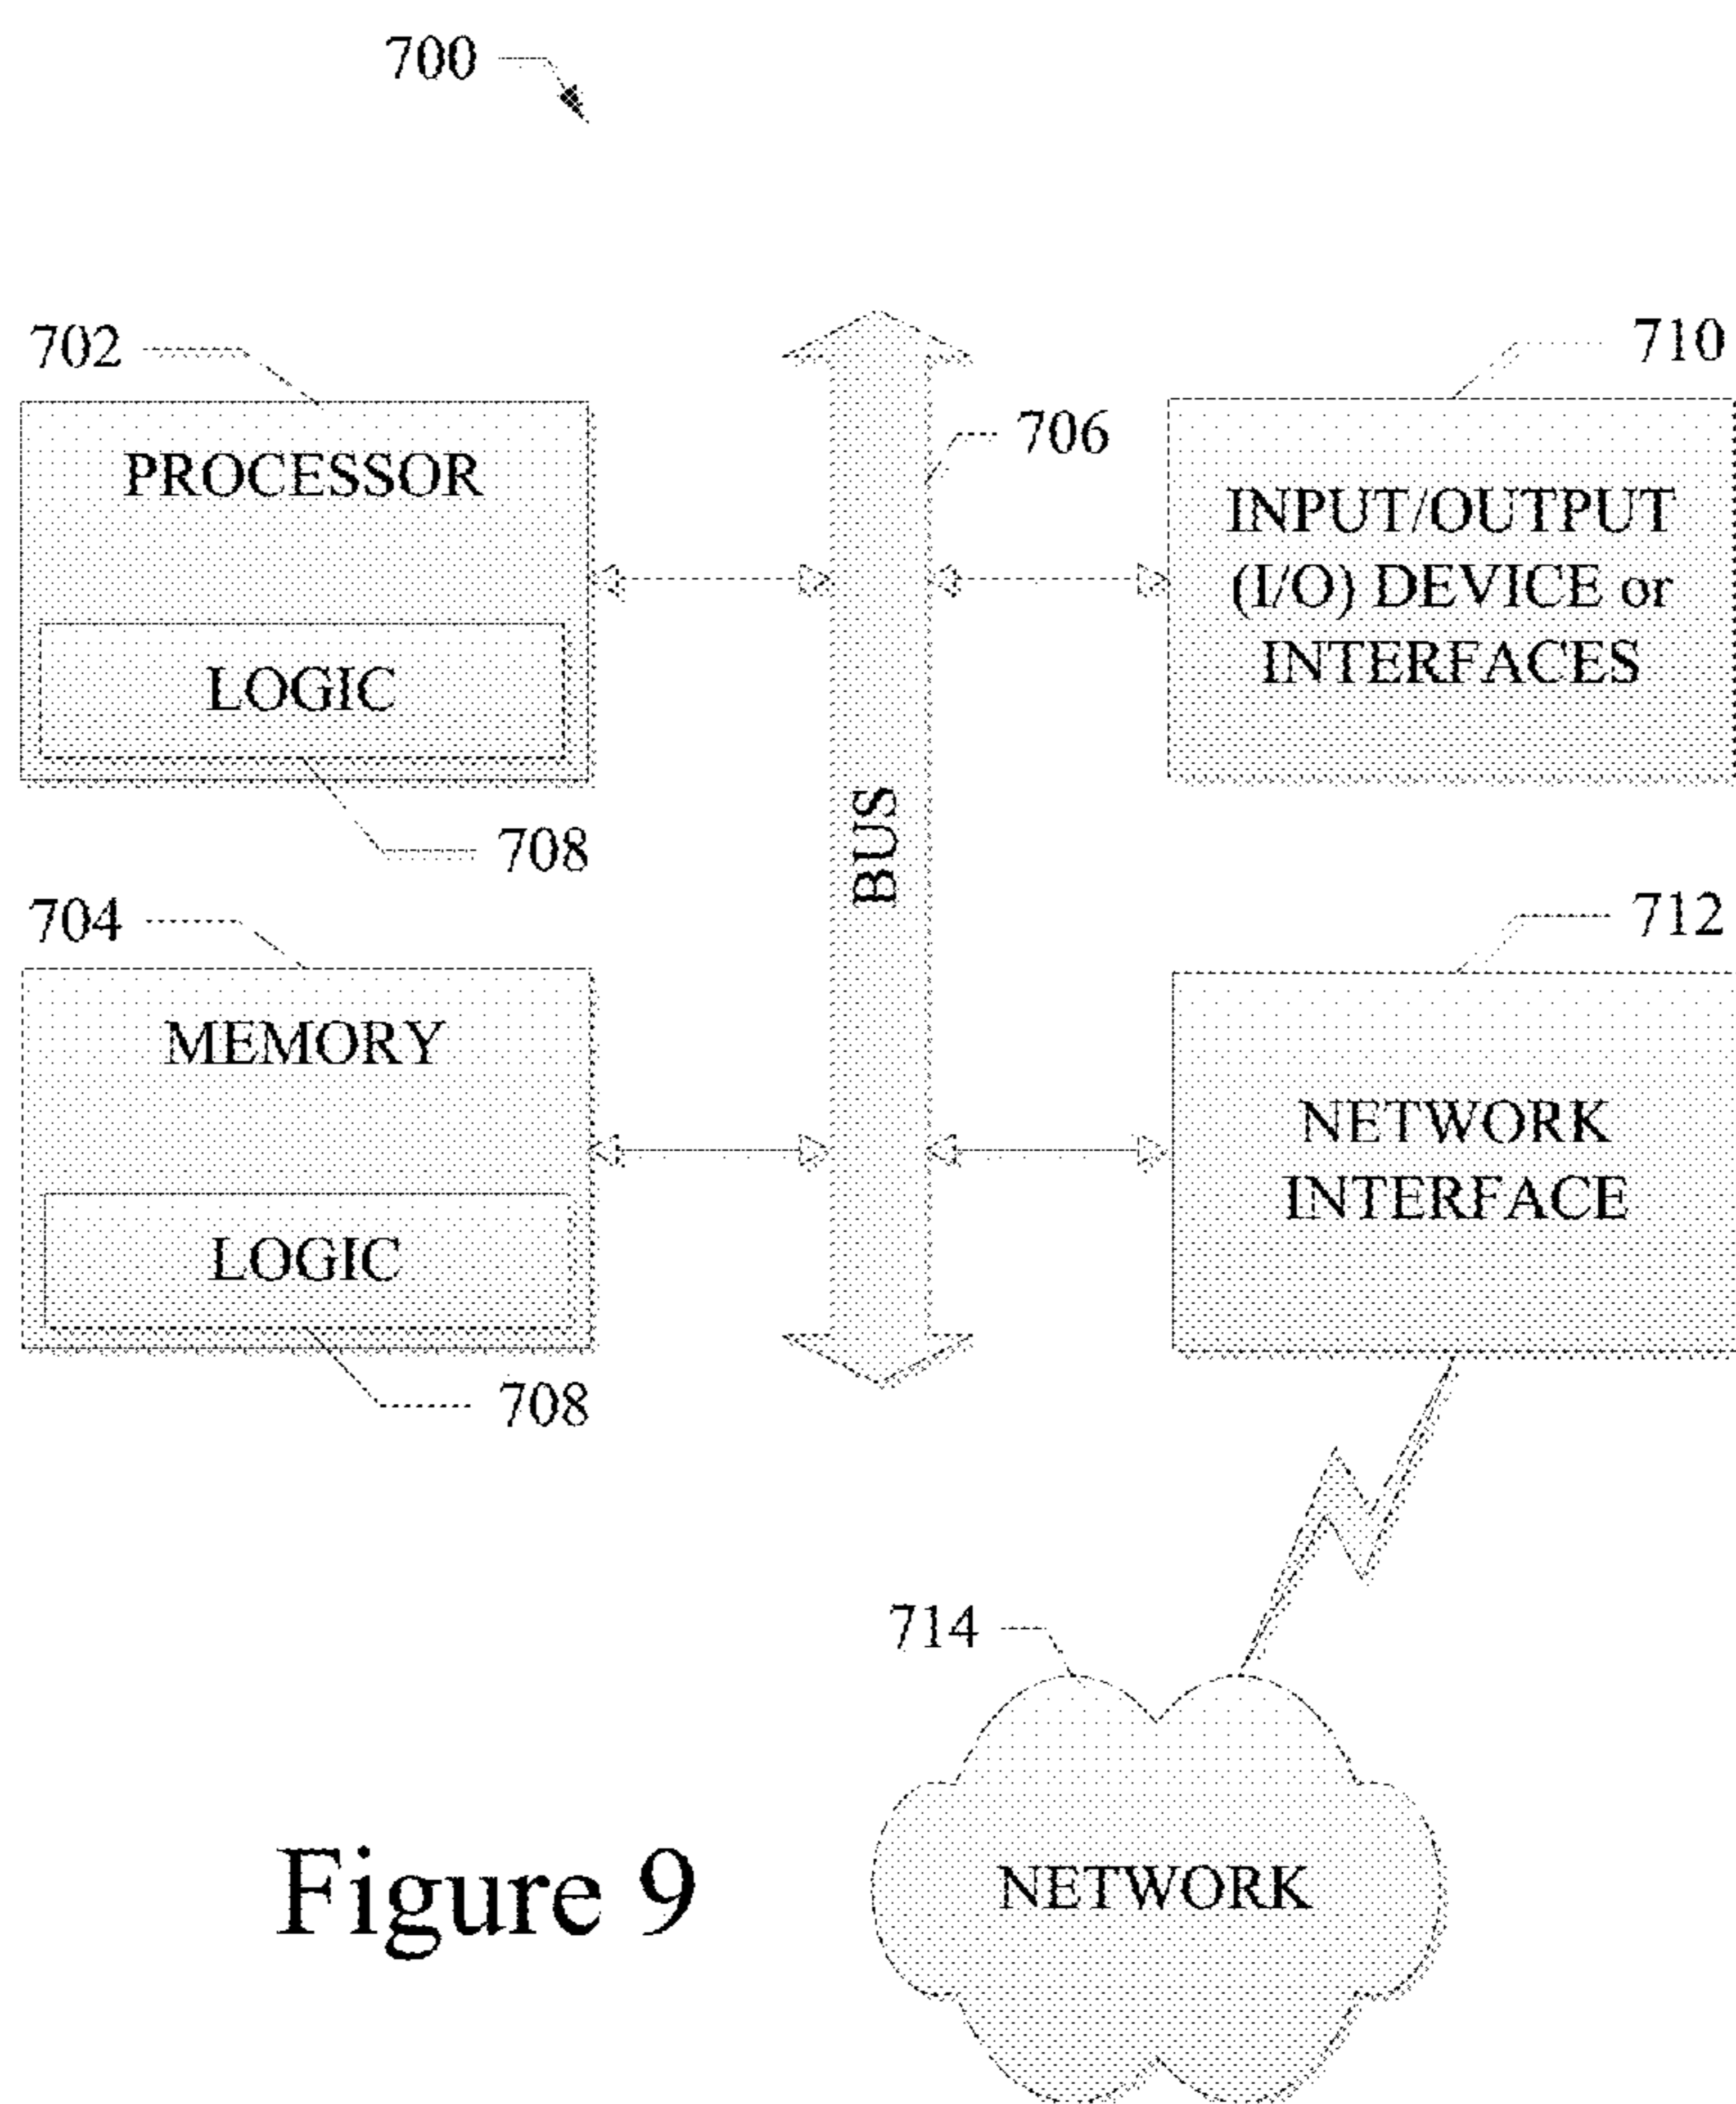 700
702
710
706
PROCESSOR
INPUT/OUTPUT
(I/O) DEVICE or
INTERFACES
LOGIC
BUS
708
704
712
MEMORY
NETWORK
INTERFACE
LOGIC
708
714
NETWORK
Figure 9